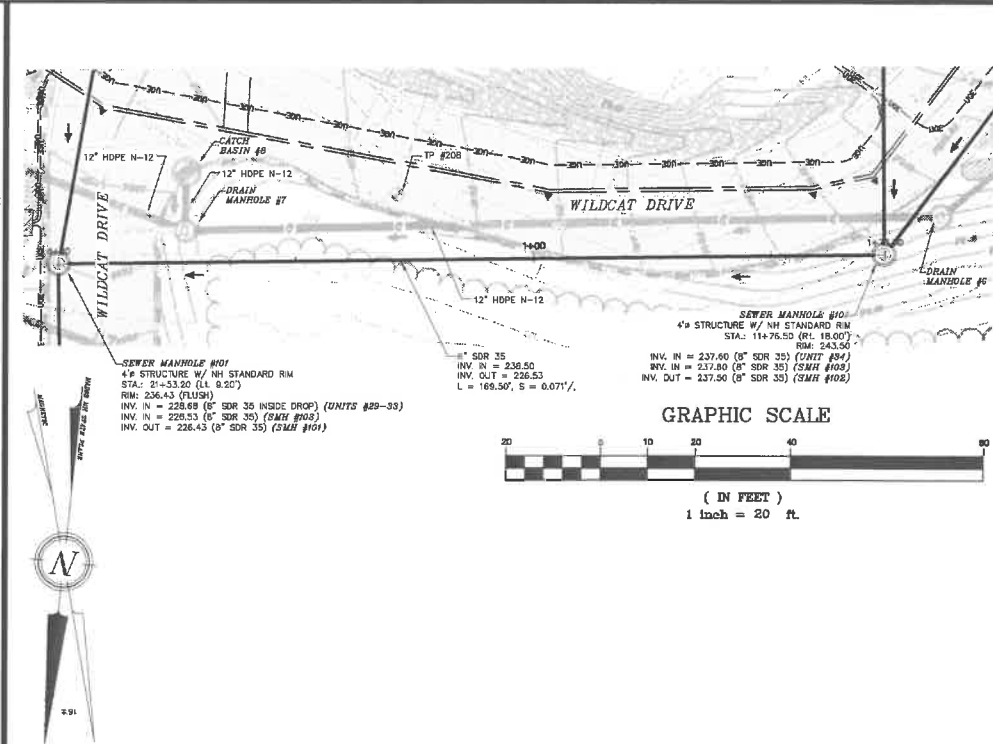 12" HDPE N-12
CATCH
BASIN #8
12" HDPE N-12
DRAIN
MANHOLE #7
TP #208
WILDCAT DRIVE
WILDCAT DRIVE
1+00
12" HDPE N-12
DRAIN
MANHOLE #6
SEWER MANHOLE #101
4'ø STRUCTURE W/ NH STANDARD RIM
STA.: 21+53.20 (Lt. 9.20')
RIM: 236.43 (FLUSH)
INV. IN = 228.68 (8" SDR 35 INSIDE DROP) (UNITS #29-33)
INV. IN = 226.53 (8" SDR 35) (SMH #103)
INV. OUT = 226.43 (8" SDR 35) (SMH #101)
8" SDR 35
INV. IN = 236.50
INV. OUT = 226.53
L = 169.50', S = 0.071'/,
SEWER MANHOLE #10
4'ø STRUCTURE W/ NH STANDARD RIM
STA.: 11+76.50 (Rt. 18.00')
RIM: 243.50
INV. IN = 237.60 (8" SDR 35) (UNIT #34)
INV. IN = 237.80 (8" SDR 35) (SMH #103)
INV. OUT = 237.50 (8" SDR 35) (SMH #102)
GRAPHIC SCALE
20 0 10 20 40 80
( IN FEET )
1 inch = 20 ft.
MAGNETIC
N